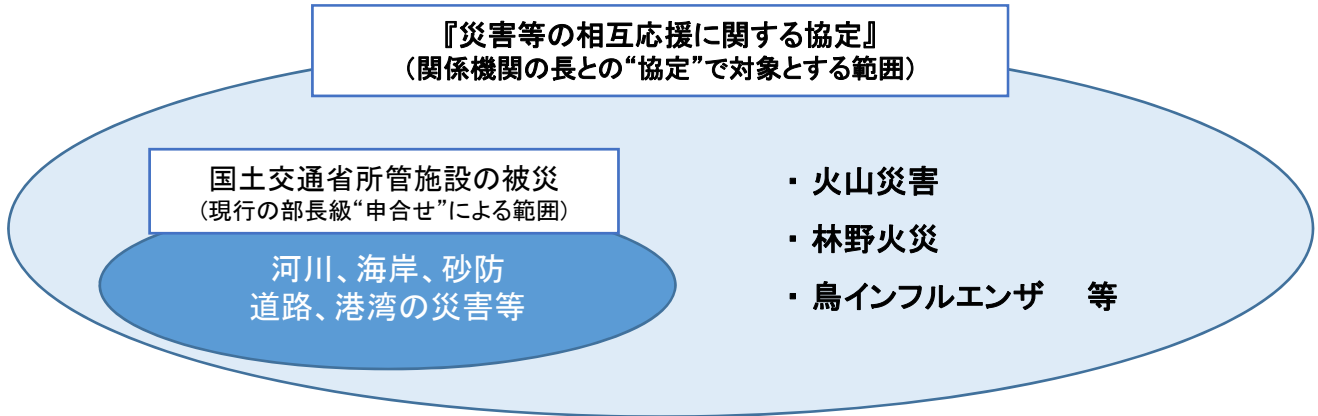 『災害等の相互応援に関する協定』
（関係機関の長との“協定”で対象とする範囲）
国土交通省所管施設の被災
（現行の部長級“申合せ”による範囲）
河川、海岸、砂防
道路、港湾の災害等
・火山災害
・林野火災
・鳥インフルエンザ　等